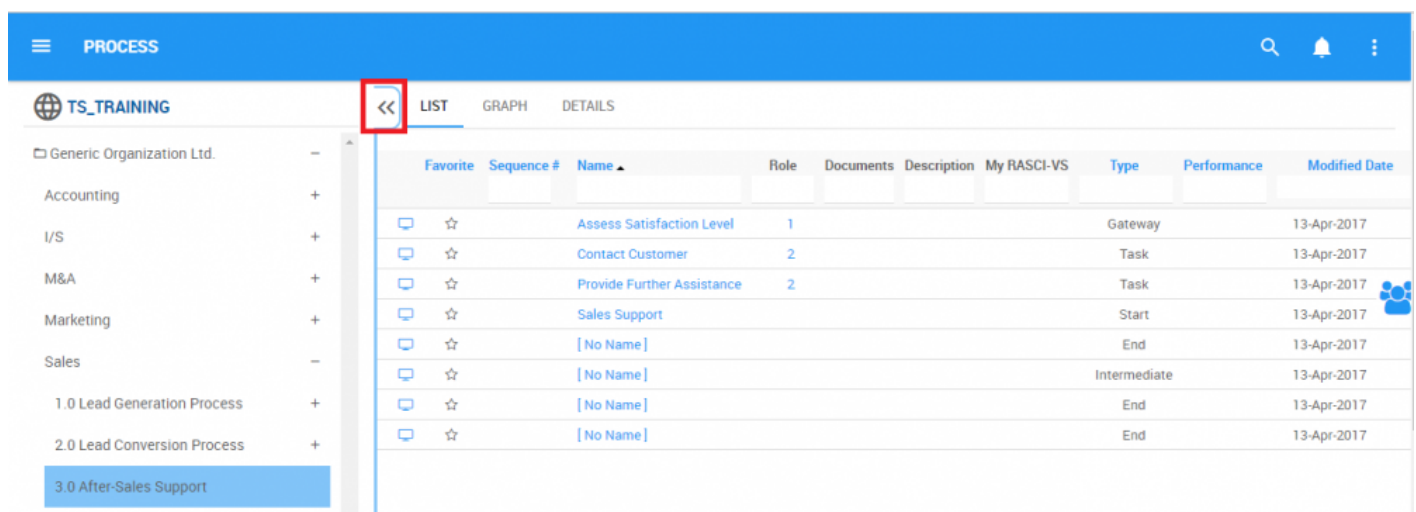 PROCESS
TS_TRAINING
LIST GRAPH DETAILS
Generic Organization Ltd.
Accounting
I/S
M&A
Marketing
Sales
1.0 Lead Generation Process
2.0 Lead Conversion Process
3.0 After-Sales Support
Favorite Sequence # Name Role Documents Description My RASCI-VS Type Performance Modified Date
Assess Satisfaction Level 1 Gateway 13-Apr-2017
Contact Customer 2 Task 13-Apr-2017
Provide Further Assistance 2 Task 13-Apr-2017
Sales Support Start 13-Apr-2017
[ No Name ] End 13-Apr-2017
[ No Name ] Intermediate 13-Apr-2017
[ No Name ] End 13-Apr-2017
[ No Name ] End 13-Apr-2017